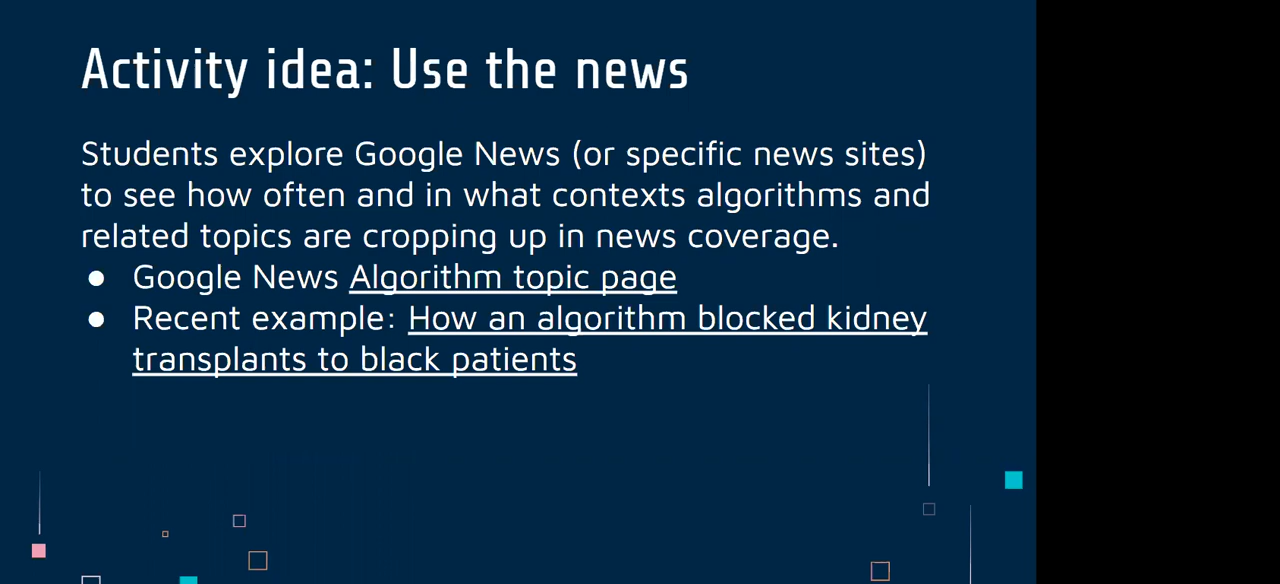 Activity idea: Use the news
Students explore Google News (or specific news sites)
to see how often and in what contexts algorithms and
related topics are cropping up in news coverage.
● Google News Algorithm topic page
● Recent example: How an algorithm blocked kidney
transplants to black patients